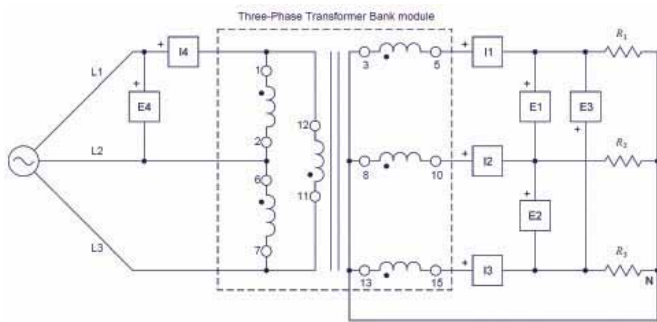 Three-Phase Transformer Bank module
+ I4
3 5 + I1 R₁
L1
1
+ E4
+ E1
E3 +
12
2
L2
8 10 + I2 R₂
6
11
+ E2
L3
7
13 15 + I3 R₃
N